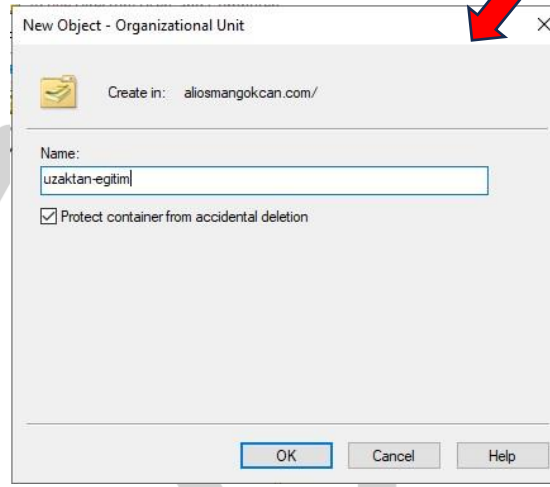 New Object - Organizational Unit
Create in: aliosmangokcan.com/
Name:
uzaktan-egitim
Protect container from accidental deletion
OK Cancel Help